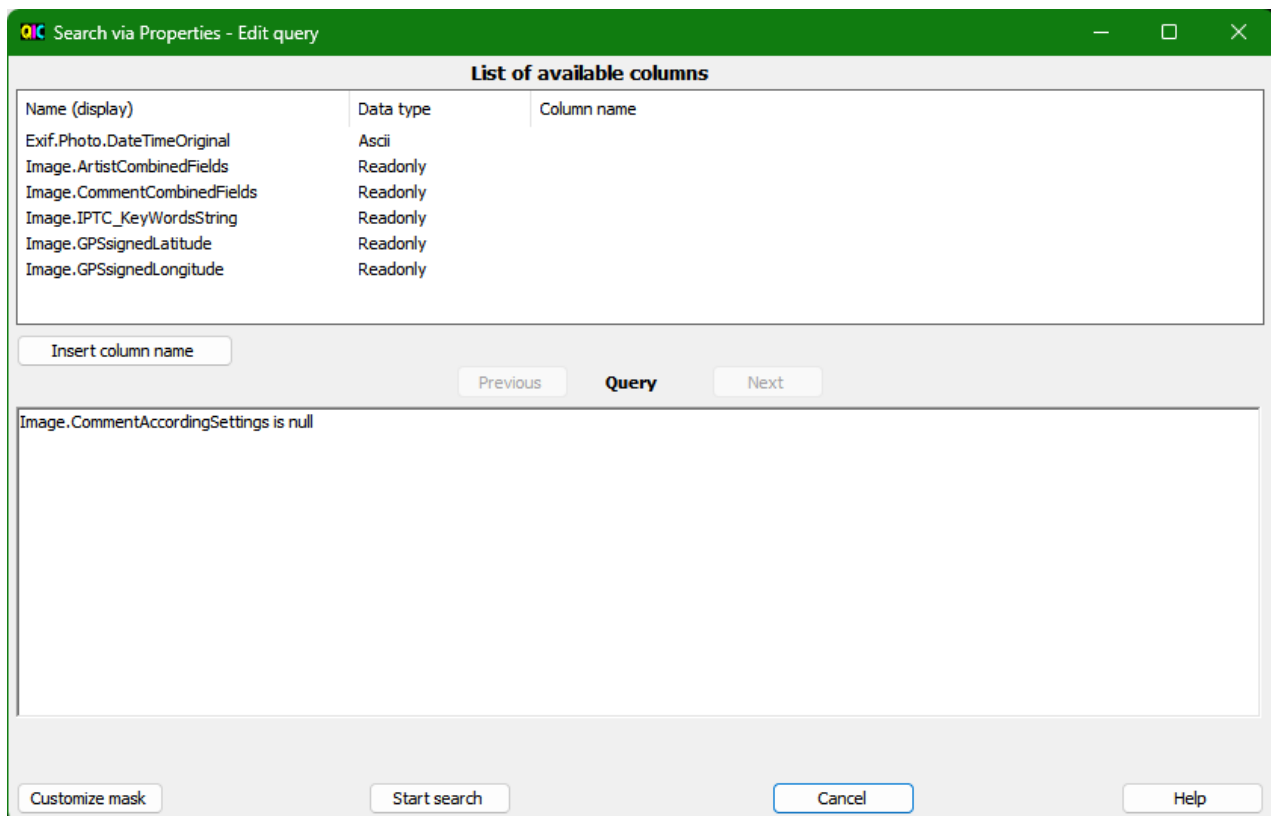 QIC Search via Properties - Edit query
List of available columns
Name (display) Data type Column name
Exif.Photo.DateTimeOriginal Ascii
Image.ArtistCombinedFields Readonly
Image.CommentCombinedFields Readonly
Image.IPTC_KeyWordsString Readonly
Image.GPSsignedLatitude Readonly
Image.GPSsignedLongitude Readonly
Insert column name
Previous Query Next
Image.CommentAccordingSettings is null
Customize mask Start search Cancel Help